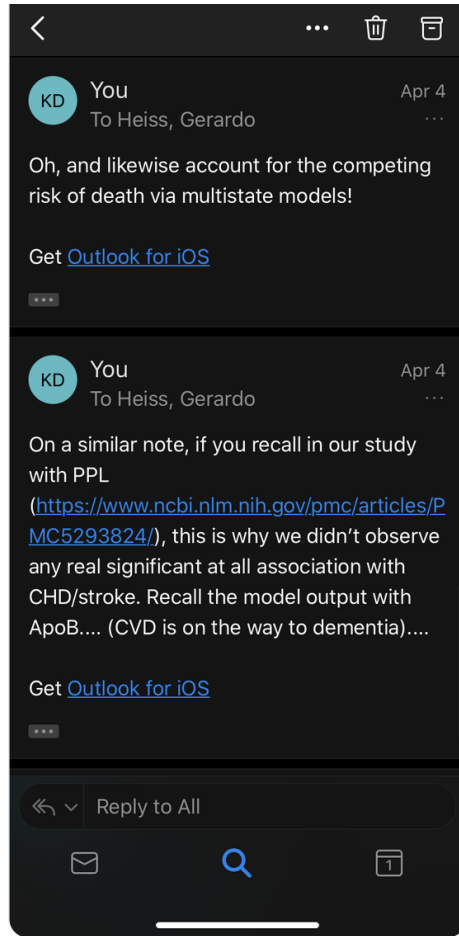 KD
You
Apr 4
To Heiss, Gerardo
Oh, and likewise account for the competing
risk of death via multistate models!
Get Outlook for iOS
KD
You
Apr 4
To Heiss, Gerardo
On a similar note, if you recall in our study
with PPL
(https://www.ncbi.nlm.nih.gov/pmc/articles/P
MC5293824/), this is why we didn’t observe
any real significant at all association with
CHD/stroke. Recall the model output with
ApoB.... (CVD is on the way to dementia)....
Get Outlook for iOS
Reply to All
1